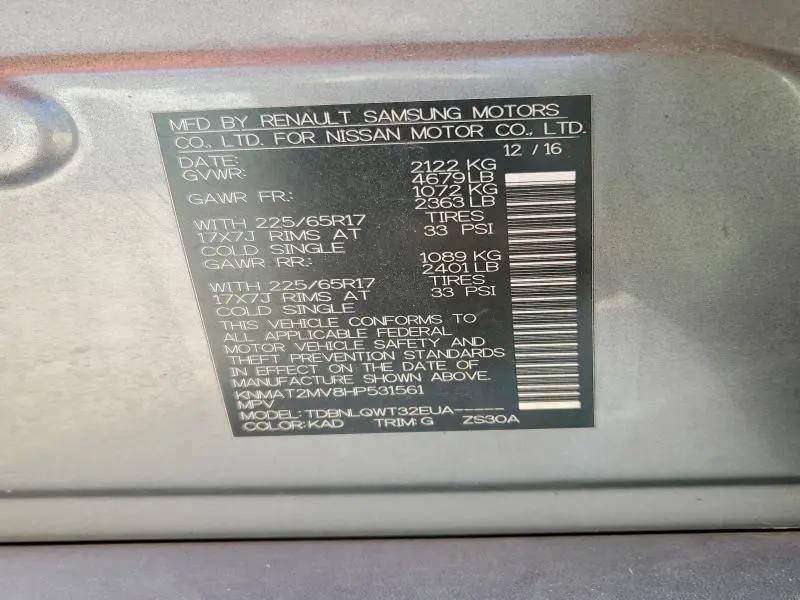 MFD BY RENAULT SAMSUNG MOTORS
CO., LTD. FOR NISSAN MOTOR CO., LTD.
DATE: 12 / 16
GVWR: 2122 KG
4679 LB
GAWR FR: 1072 KG
2363 LB
WITH 225/65R17 TIRES
17X7J RIMS AT 33 PSI
COLD SINGLE
GAWR RR: 1089 KG
2401 LB
WITH 225/65R17 TIRES
17X7J RIMS AT 33 PSI
COLD SINGLE
THIS VEHICLE CONFORMS TO
ALL APPLICABLE FEDERAL
MOTOR VEHICLE SAFETY AND
THEFT PREVENTION STANDARDS
IN EFFECT ON THE DATE OF
MANUFACTURE SHOWN ABOVE.
KNMAT2MV8HP531561
MPV
MODEL: TDBNLQWT32EUA-----
COLOR: KAD TRIM: G ZS30A